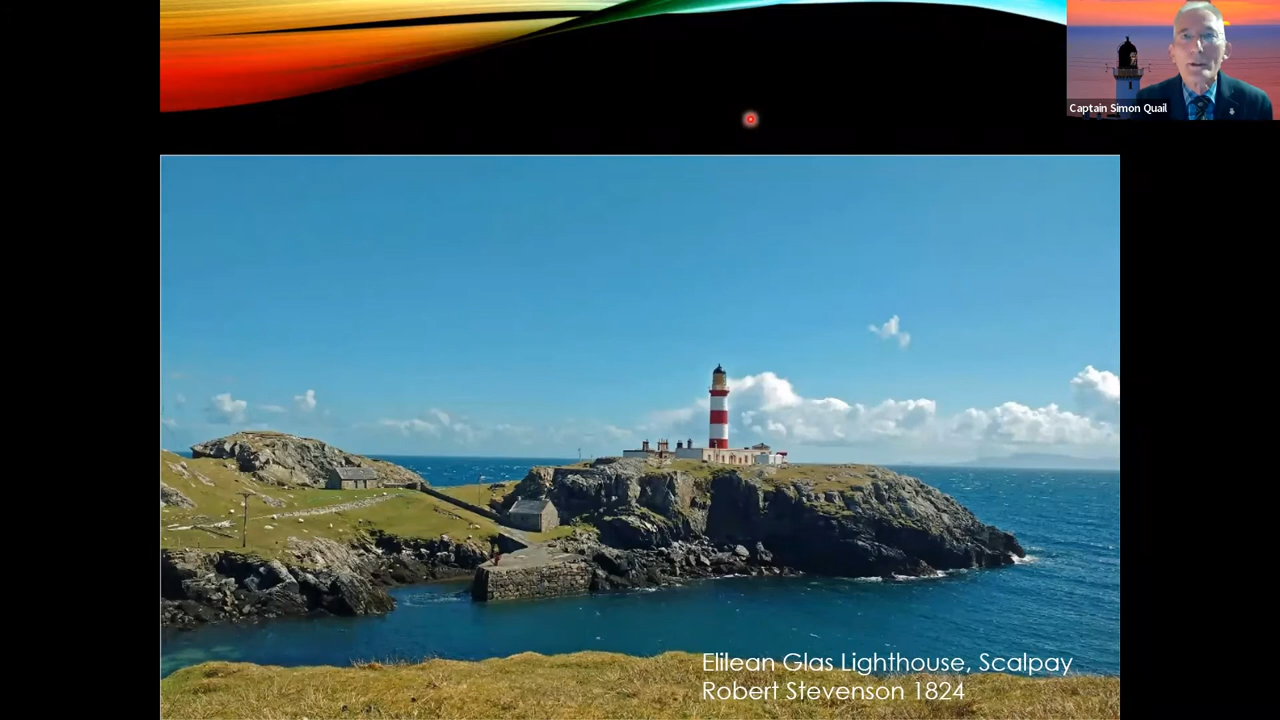 Captain Simon Quail
Elilean Glas Lighthouse, Scalpay
Robert Stevenson 1824